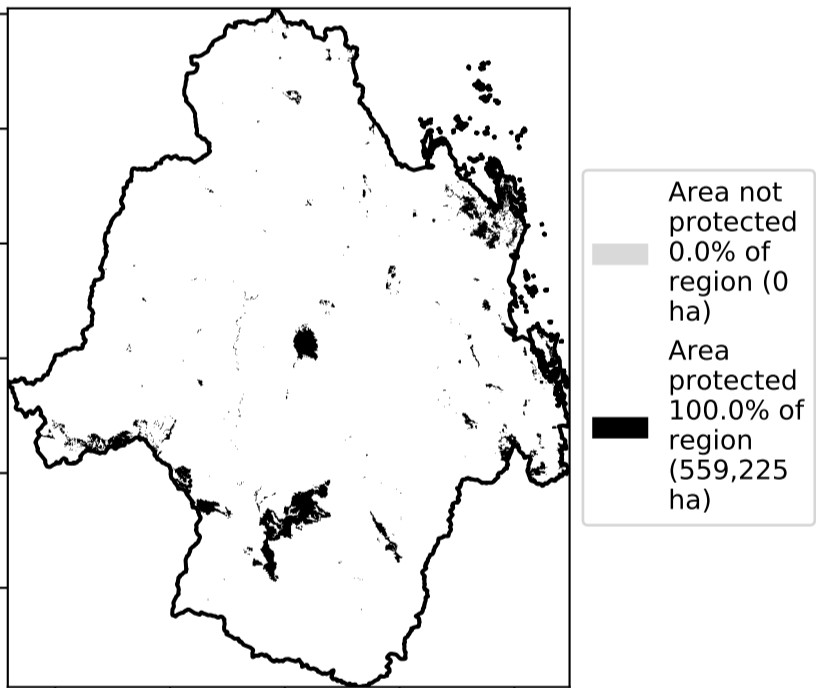 Area not
protected
0.0% of
region (0
ha)
Area
protected
100.0% of
region
(559,225
ha)